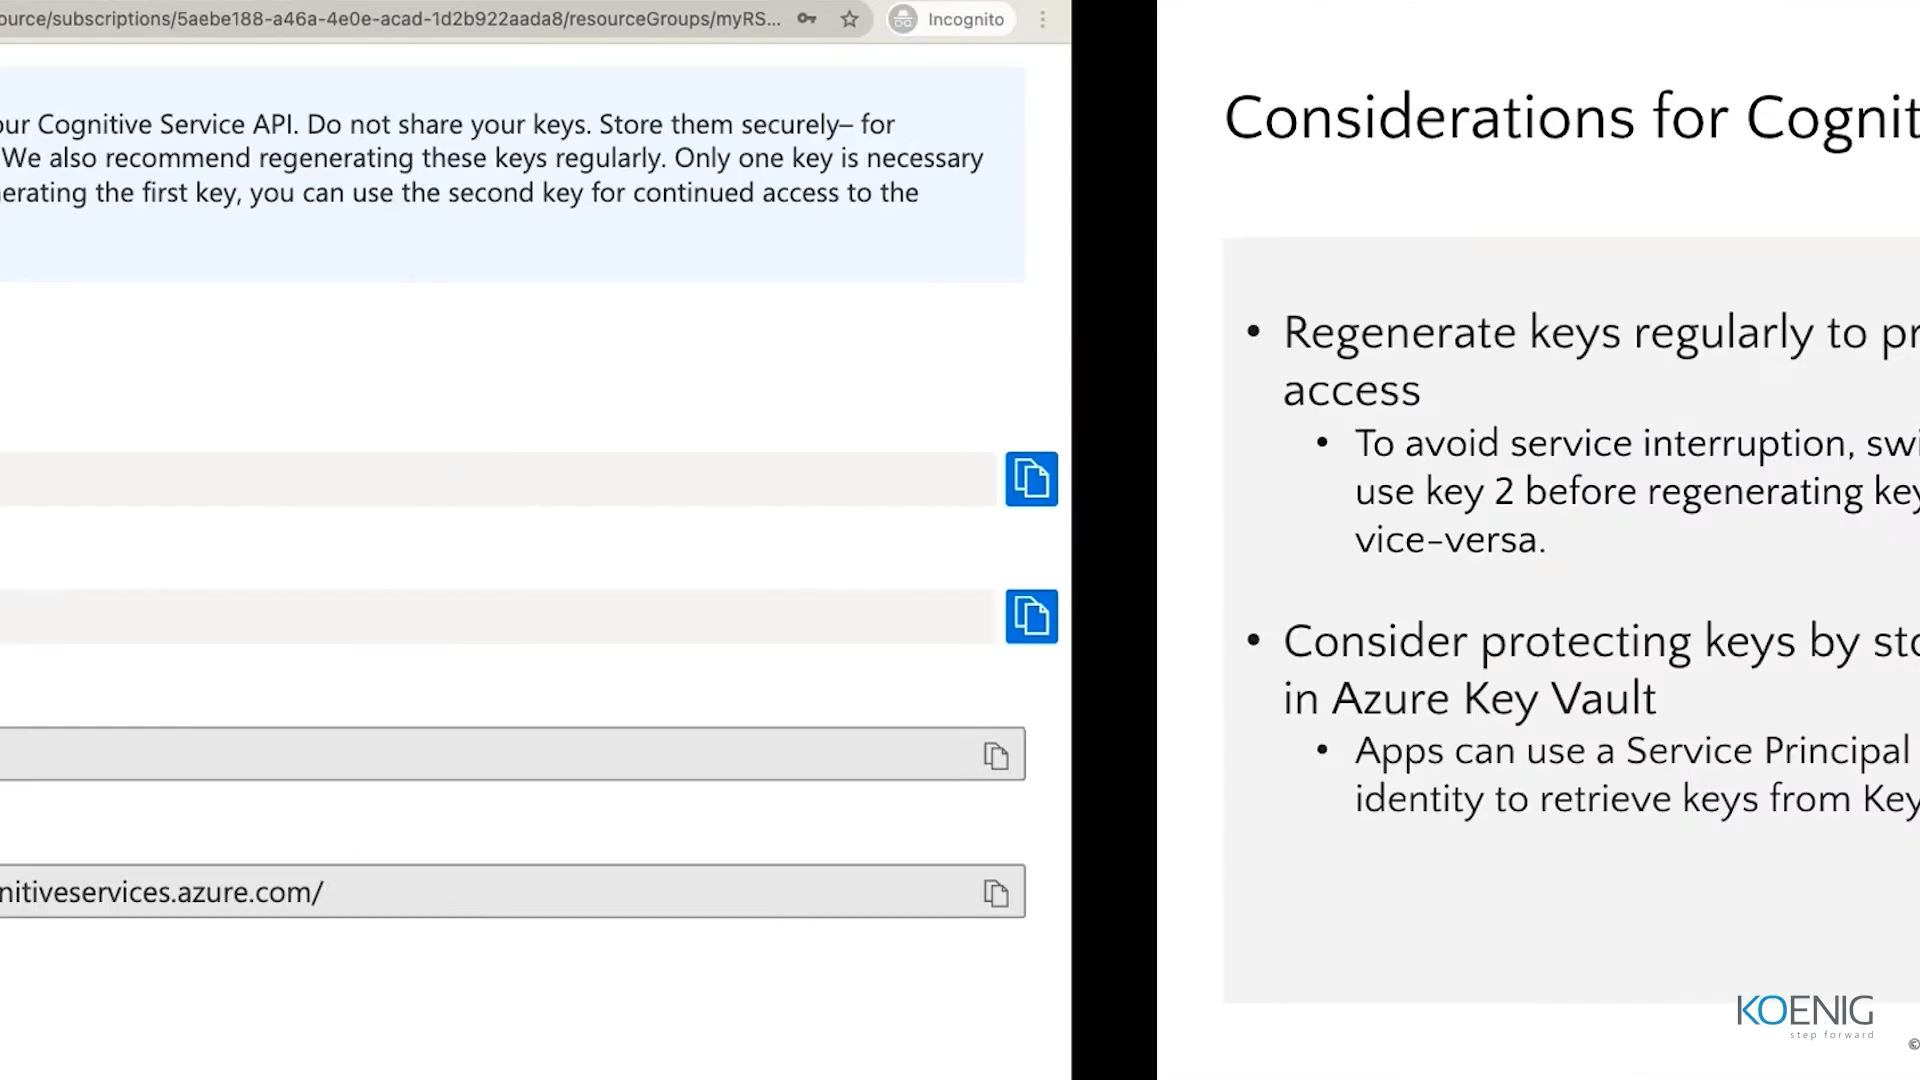 ource/subscriptions/5aebe188-a46a-4e0e-acad-1d2b922aada8/resourceGroups/myRS...
Incognito
our Cognitive Service API. Do not share your keys. Store them securely– for
We also recommend regenerating these keys regularly. Only one key is necessary
nerating the first key, you can use the second key for continued access to the
nitiveservices.azure.com/
Considerations for Cognit
• Regenerate keys regularly to pr
access
• To avoid service interruption, swi
use key 2 before regenerating key
vice-versa.
• Consider protecting keys by sto
in Azure Key Vault
• Apps can use a Service Principal
identity to retrieve keys from Key
KOENIG
step forward
©